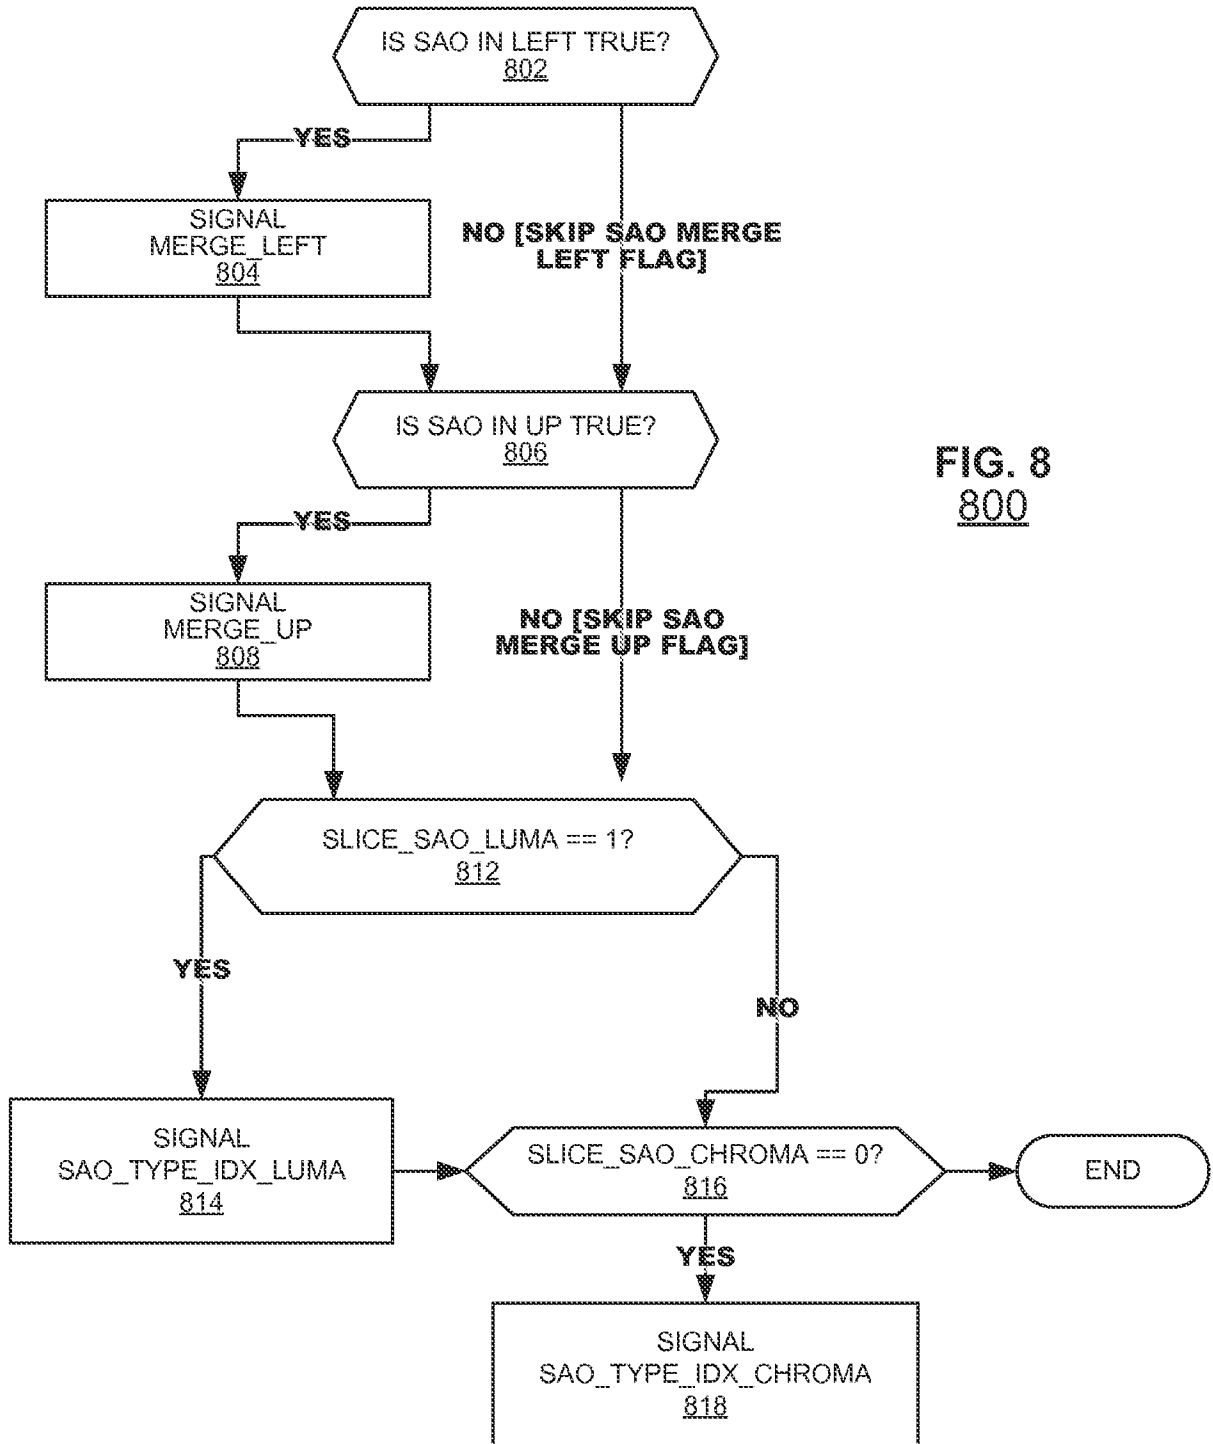 IS SAO IN LEFT TRUE?
802
YES
SIGNAL
MERGE_LEFT
804
NO [SKIP SAO MERGE
LEFT FLAG]
IS SAO IN UP TRUE?
806
FIG. 8
800
YES
SIGNAL
MERGE_UP
808
NO [SKIP SAO
MERGE UP FLAG]
SLICE_SAO_LUMA == 1?
812
YES
NO
SIGNAL
SAO_TYPE_IDX_LUMA
814
SLICE_SAO_CHROMA == 0?
816
END
YES
SIGNAL
SAO_TYPE_IDX_CHROMA
818